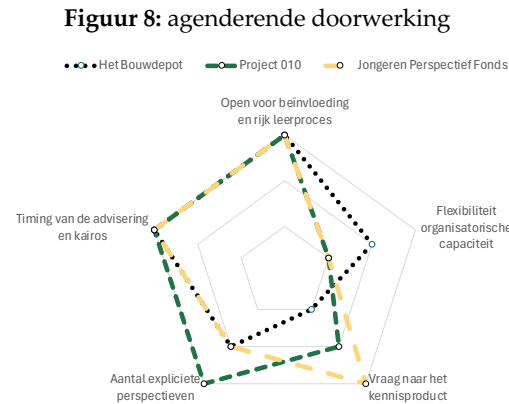 Figuur 8: agenderende doorwerking
Het Bouwdepot Project 010 Jongeren Perspectief Fonds
Open voor beïnvloeding
en rijk leerproces
Flexibiliteit
organisatorische
capaciteit
Timing van de advisering
en kairos
Aantal expliciete
perspectieven
Vraag naar het
kennisproduct